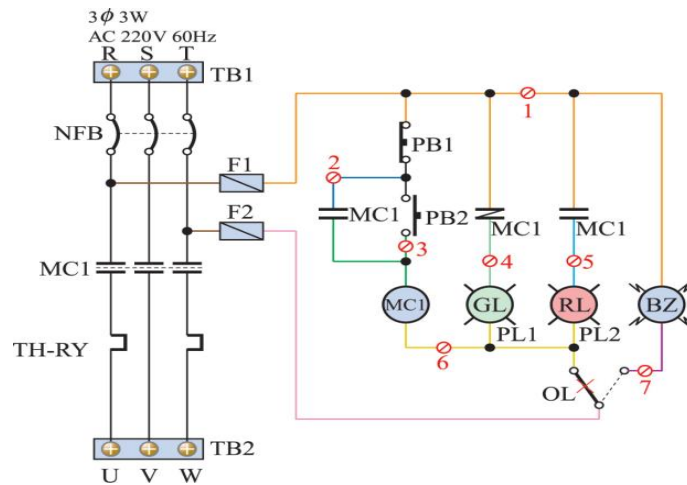 3ϕ 3W
AC 220V 60Hz
R S T
TB1
NFB
F1
F2
MC1
TH-RY
TB2
U V W
1
PB1
2
MC1
PB2
3
MC1
MC1
4
5
MC1
GL
RL
BZ
PL1
PL2
6
OL
7